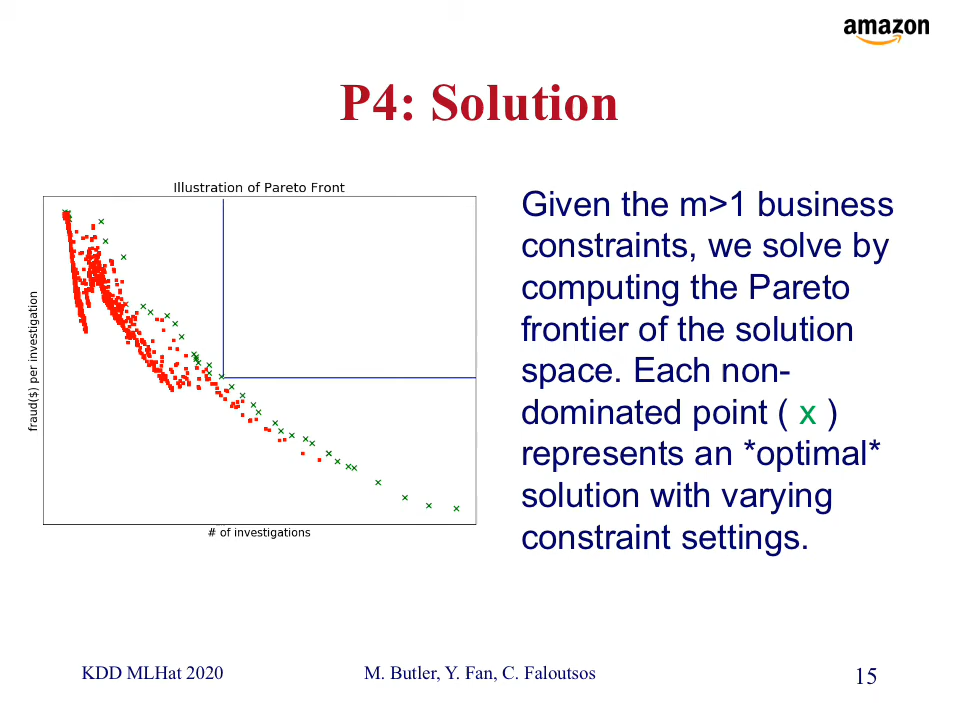 amazon
P4: Solution
Illustration of Pareto Front
fraud($) per investigation
# of investigations
Given the m>1 business
constraints, we solve by
computing the Pareto
frontier of the solution
space. Each non-
dominated point ( x )
represents an *optimal*
solution with varying
constraint settings.
KDD MLHat 2020
M. Butler, Y. Fan, C. Faloutsos
15